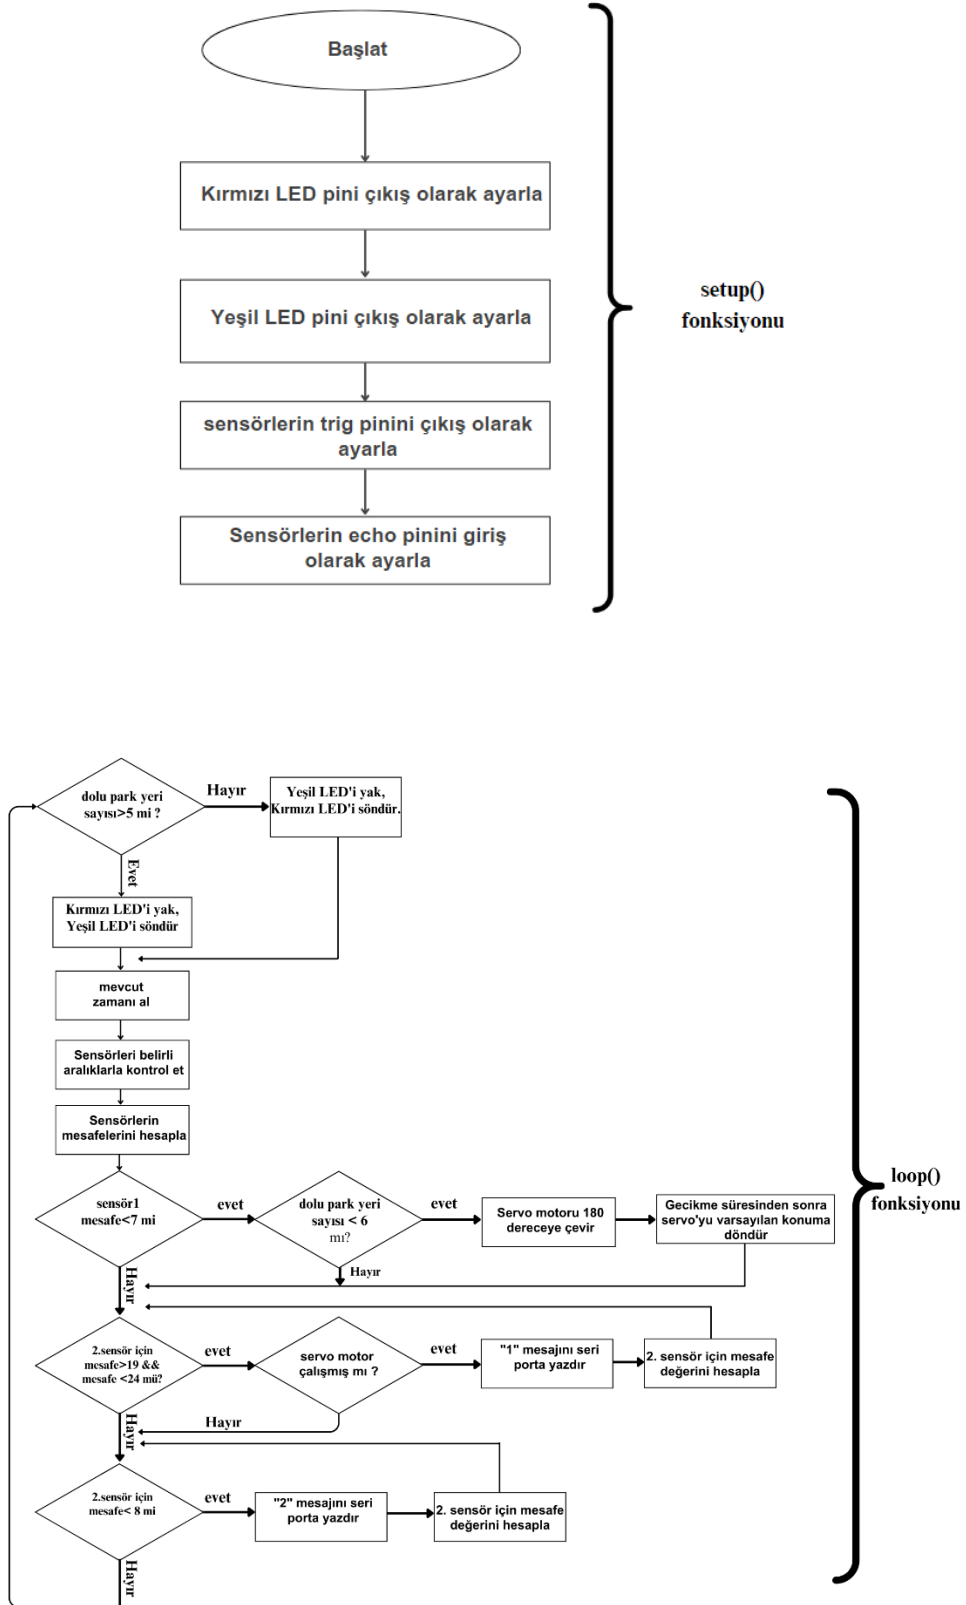 Başlat
Kırmızı LED pini çıkış olarak ayarla
Yeşil LED pini çıkış olarak ayarla
sensörlerin trig pinini çıkış olarak
ayarla
Sensörlerin echo pinini giriş
olarak ayarla
setup()
fonksiyonu
dolu park yeri
sayısı>5 mi ?
Hayır
Yeşil LED'i yak,
Kırmızı LED'i söndür.
Evet
Kırmızı LED'i yak,
Yeşil LED'i söndür
mevcut
zamanı al
Sensörleri belirli
aralıklarla kontrol et
Sensörlerin
mesafelerini hesapla
sensör1
mesafe<7 mi
evet
dolu park yeri
sayısı < 6
mı?
evet
Servo motoru 180
dereceye çevir
Gecikme süresinden sonra
servo'yu varsayılan konuma
döndür
Hayır
Hayır
2.sensör için
mesafe>19 &&
mesafe <24 mü?
evet
servo motor
çalışmış mı ?
evet
"1" mesajını seri
porta yazdır
2. sensör için mesafe
değerini hesapla
Hayır
Hayır
2.sensör için
mesafe< 8 mi
evet
"2" mesajını seri
porta yazdır
2. sensör için mesafe
değerini hesapla
Hayır
loop()
fonksiyonu